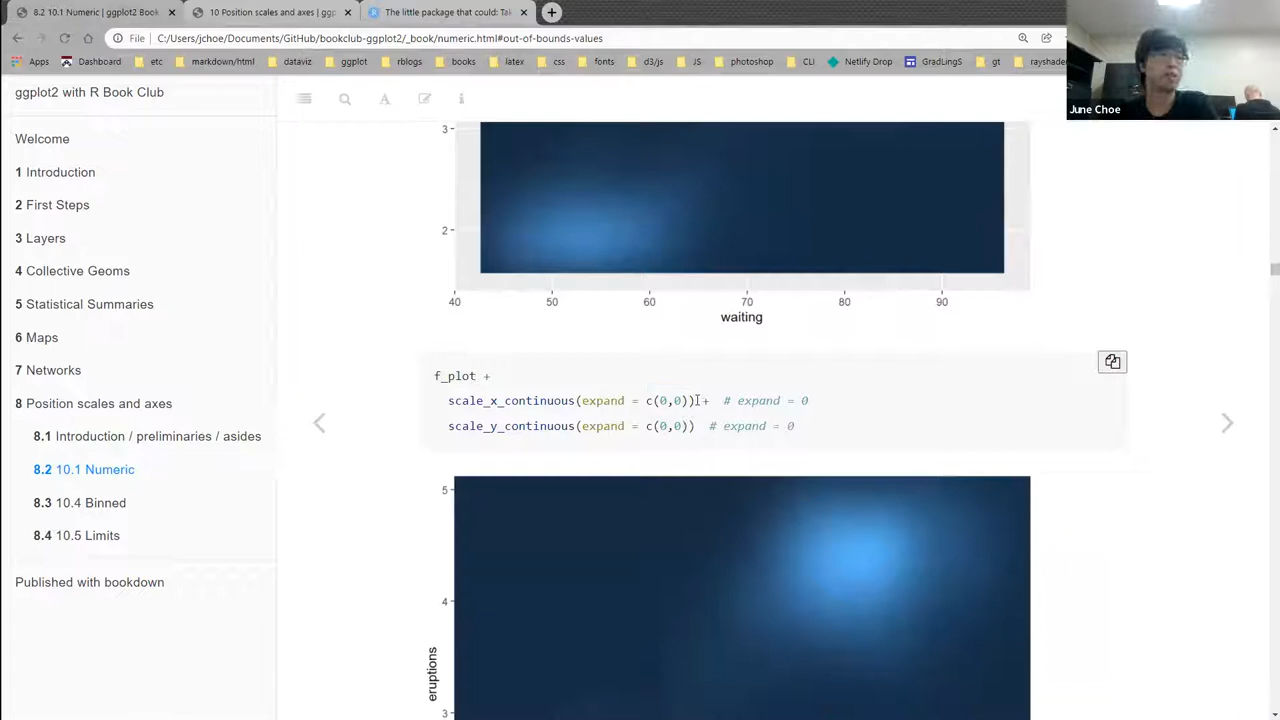 8.2 10.1 Numeric | ggplot2 Book
10 Position scales and axes | ggp
The little package that could: Tak
File C:/Users/jchoe/Documents/GitHub/bookclub-ggplot2/_book/numeric.html#out-of-bounds-values
Apps Dashboard etc markdown/html dataviz ggplot rblogs books latex css fonts d3/js JS photoshop CLI Netlify Drop GradLingS gt rayshader
June Choe
ggplot2 with R Book Club
Welcome
1 Introduction
2 First Steps
3 Layers
4 Collective Geoms
5 Statistical Summaries
6 Maps
7 Networks
8 Position scales and axes
8.1 Introduction / preliminaries / asides
8.2 10.1 Numeric
8.3 10.4 Binned
8.4 10.5 Limits
Published with bookdown
3
2
40 50 60 70 80 90
waiting
f_plot +
scale_x_continuous(expand = c(0,0)) + # expand = 0
scale_y_continuous(expand = c(0,0)) # expand = 0
5
4
3
eruptions